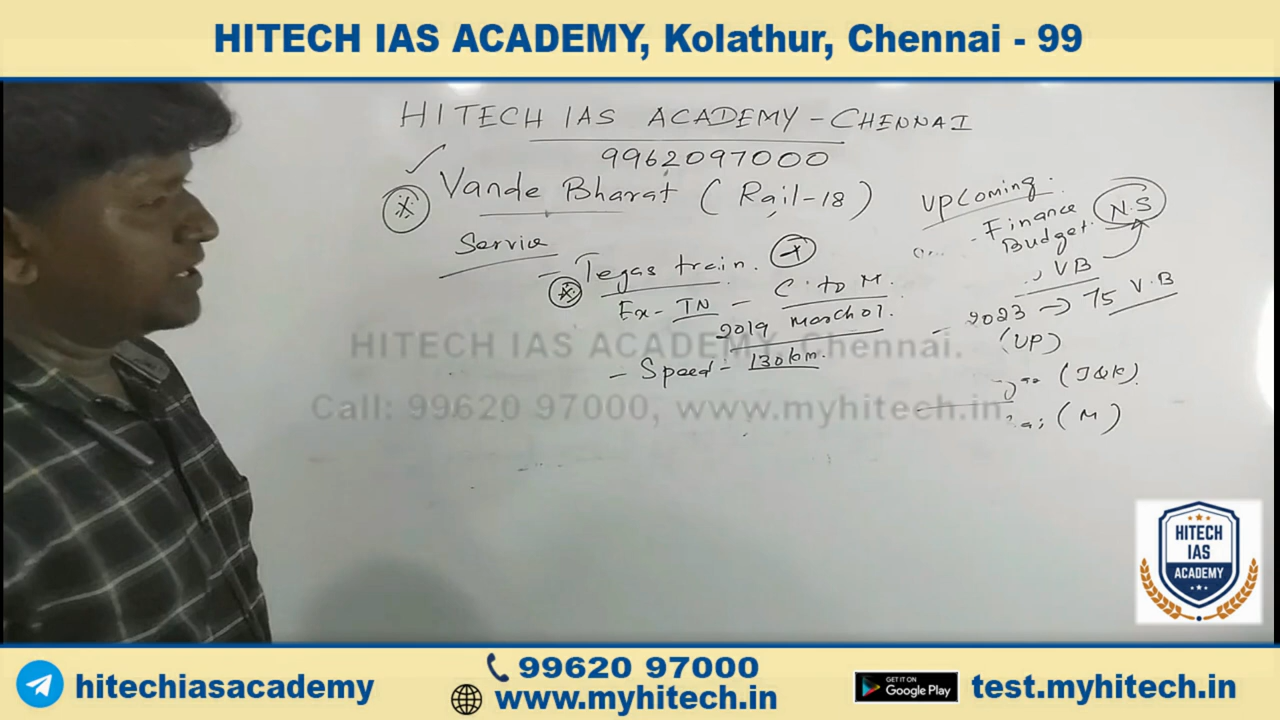 HITECH IAS ACADEMY, Kolathur, Chennai - 99
HITECH IAS ACADEMY - CHENNAI
9962097000
Vande Bharat ( Rail-18 )
Service
- Tejas train.
Ex- TN - C. to M.
2019 March 01.
- Speed - 130km.
Upcoming.
- Finance Budget. N.S
VB
- 2023 → 75 V.B
(UP)
(J&K).
(M)
HITECH IAS ACADEMY, Chennai.
Call: 99620 97000, www.myhitech.in
HITECH
IAS
ACADEMY
hitechiasacademy
99620 97000
www.myhitech.in
GET IT ON
Google Play
test.myhitech.in